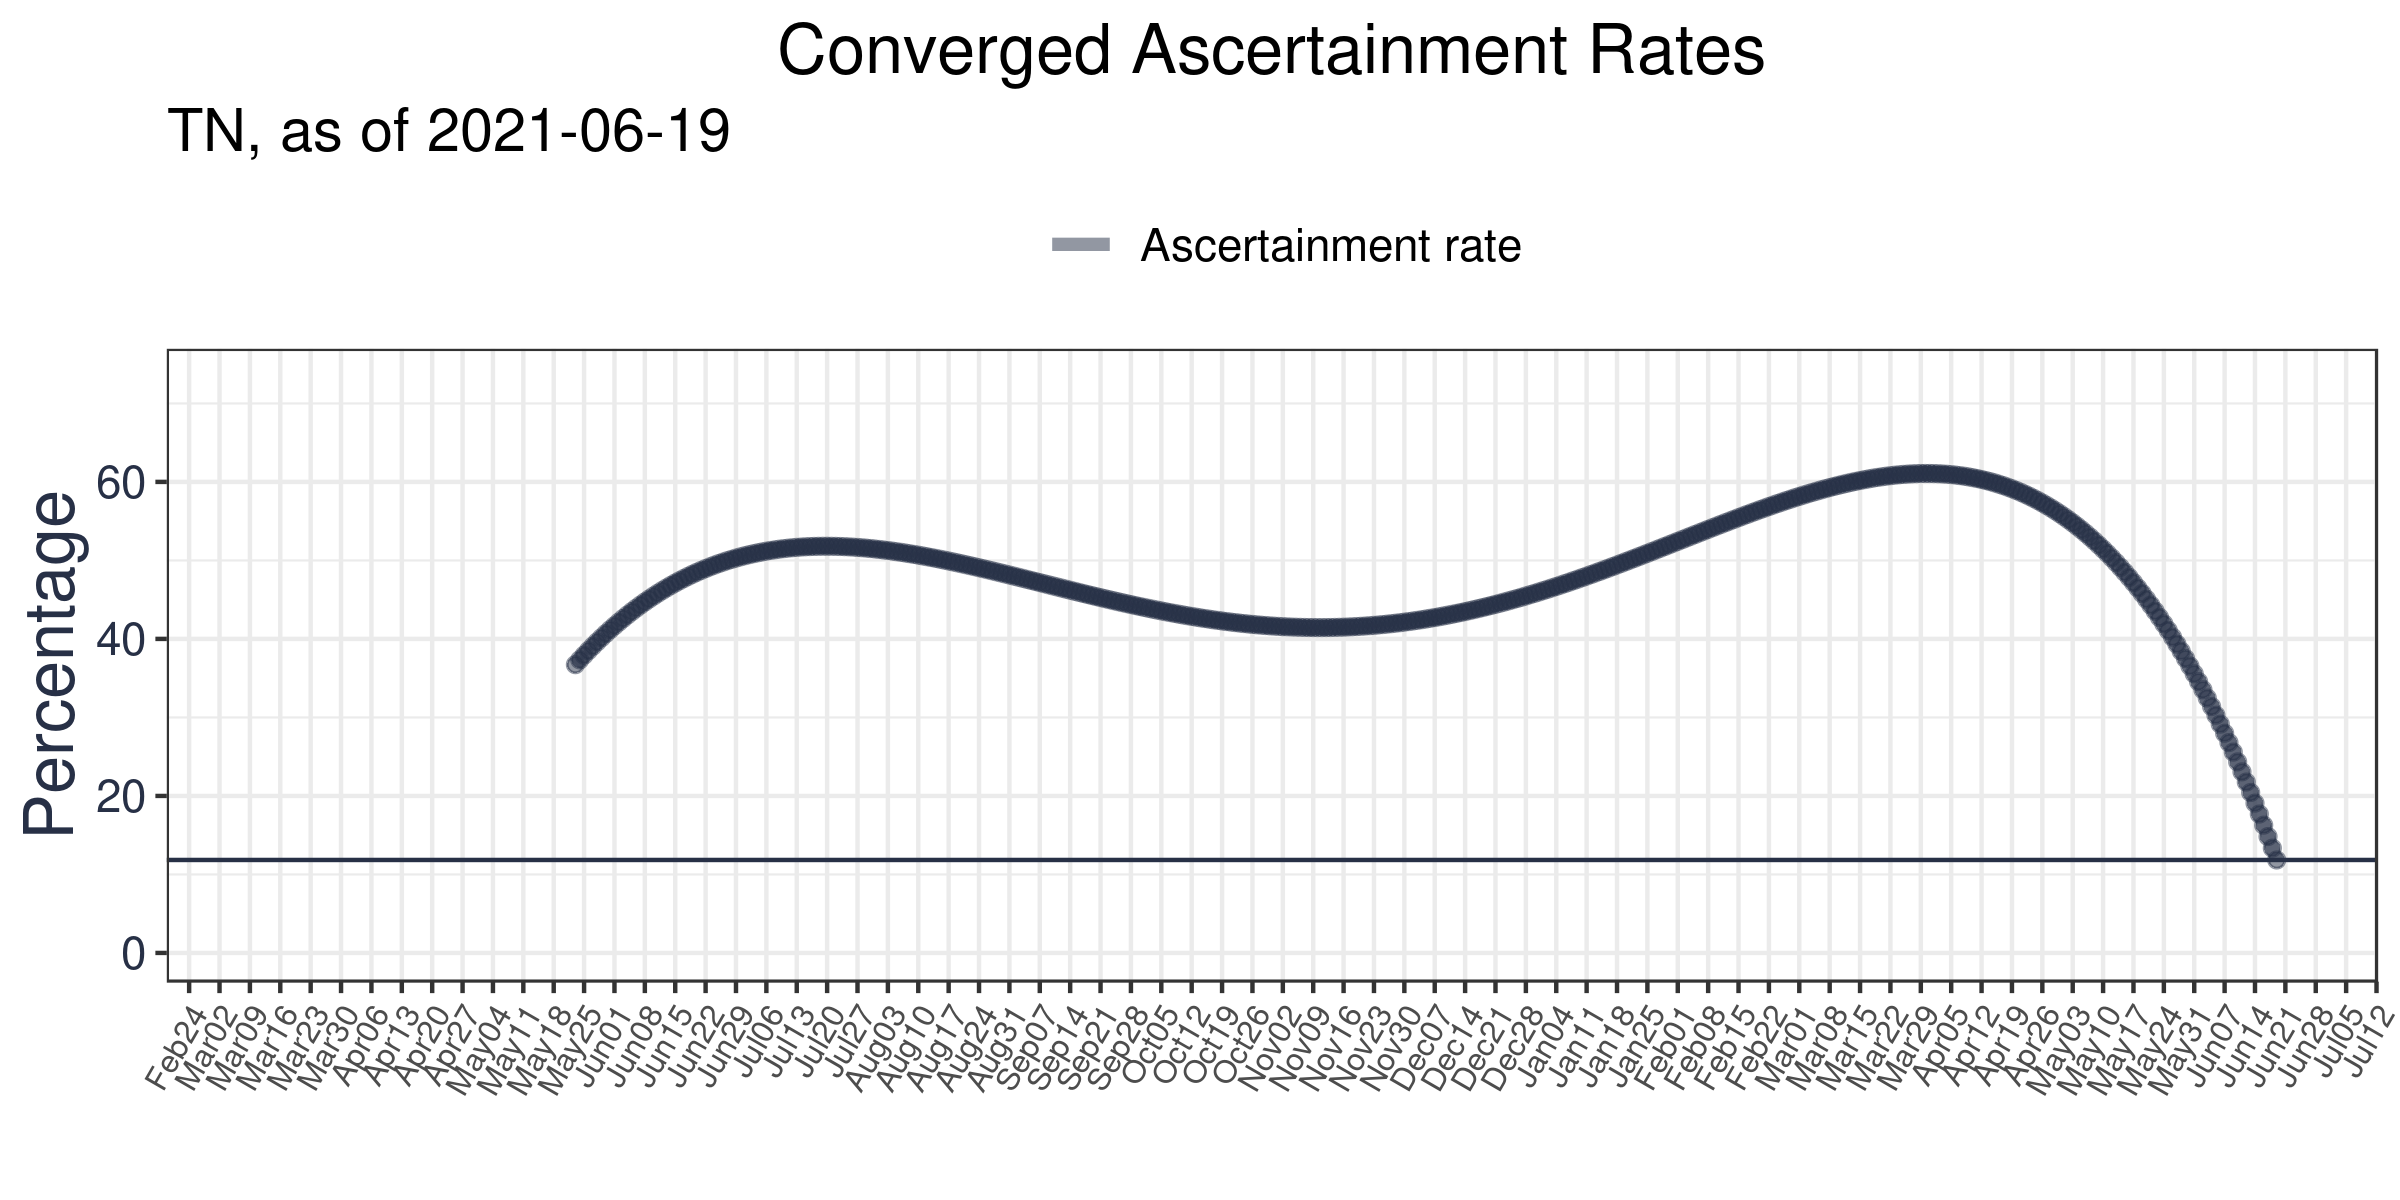 Converged Ascertainment Rates
TN, as of 2021-06-19
Ascertainment rate
Percentage
60
40
20
0
Feb24
Mar02
Mar09
Mar16
Mar23
Mar30
Apr06
Apr13
Apr20
Apr27
May04
May11
May18
May25
Jun01
Jun08
Jun15
Jun22
Jun29
Jul06
Jul13
Jul20
Jul27
Aug03
Aug10
Aug17
Aug24
Aug31
Sep07
Sep14
Sep21
Sep28
Oct05
Oct12
Oct19
Oct26
Nov02
Nov09
Nov16
Nov23
Nov30
Dec07
Dec14
Dec21
Dec28
Jan04
Jan11
Jan18
Jan25
Feb01
Feb08
Feb15
Feb22
Mar01
Mar08
Mar15
Mar22
Mar29
Apr05
Apr12
Apr19
Apr26
May03
May10
May17
May24
May31
Jun07
Jun14
Jun21
Jun28
Jul05
Jul12